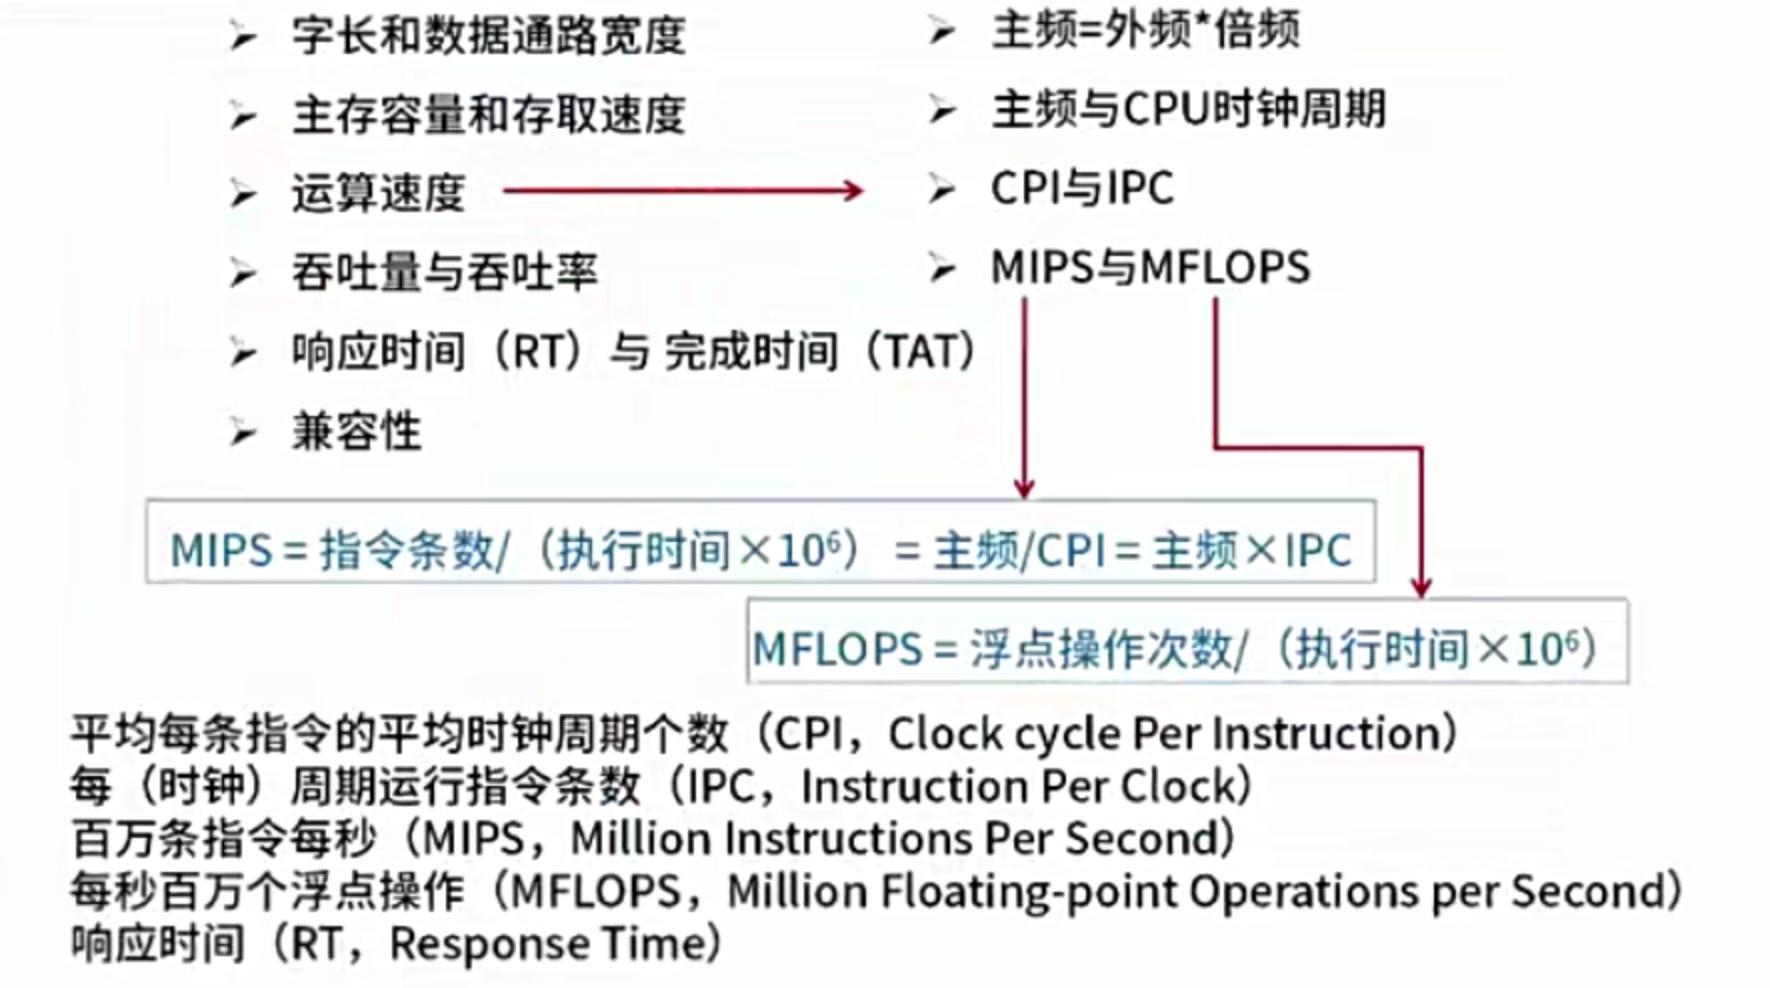 字长和数据通路宽度
主存容量和存取速度
运算速度
吞吐量与吞吐率
响应时间（RT）与 完成时间（TAT）
兼容性
主频=外频*倍频
主频与CPU时钟周期
CPI与IPC
MIPS与MFLOPS
MIPS = 指令条数/（执行时间×10⁶） = 主频/CPI = 主频×IPC
MFLOPS = 浮点操作次数/（执行时间×10⁶）
平均每条指令的平均时钟周期个数（CPI，Clock cycle Per Instruction）
每（时钟）周期运行指令条数（IPC，Instruction Per Clock）
百万条指令每秒（MIPS，Million Instructions Per Second）
每秒百万个浮点操作（MFLOPS，Million Floating-point Operations per Second）
响应时间（RT，Response Time）